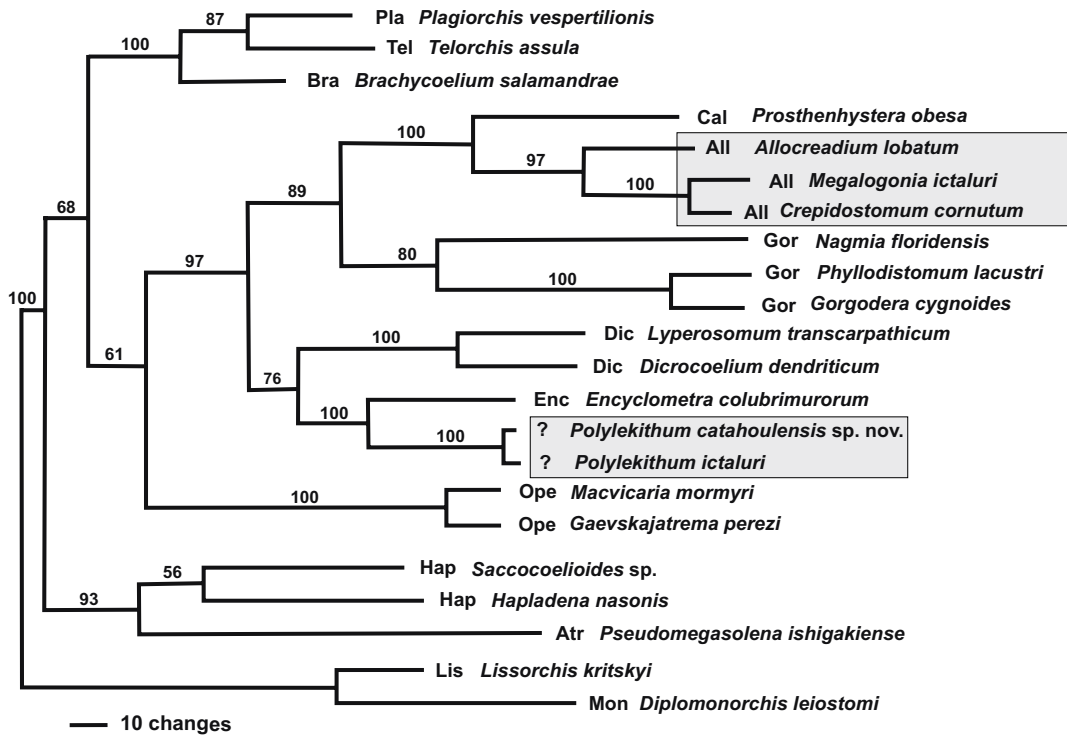 87 Pla Plagiorchis vespertilionis
100 Tel Telorchis assula
Bra Brachycoelium salamandrae
100 Cal Prosthenhystera obesa
97 All Allocreadium lobatum
100 All Megalogonia ictaluri
89 All Crepidostomum cornutum
68
80 Gor Nagmia floridensis
97 100 Gor Phyllodistomum lacustri
100 Gor Gorgodera cygnoides
100 Dic Lyperosomum transcarpathicum
61 Dic Dicrocoelium dendriticum
76
100 Enc Encyclometra colubrimurorum
100 ? Polylekithum catahoulensis sp. nov.
? Polylekithum ictaluri
100 Ope Macvicaria mormyri
Ope Gaevskajatrema perezi
56 Hap Saccocoelioides sp.
93 Hap Hapladena nasonis
Atr Pseudomegasolena ishigakiense
Lis Lissorchis kritskyi
Mon Diplomonorchis leiostomi
10 changes